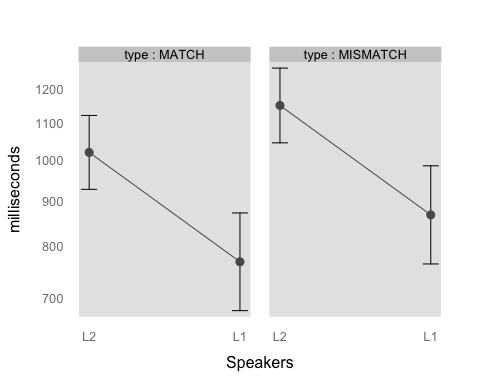 type : MATCH
type : MISMATCH
milliseconds
1200
1100
1000
900
800
700
L2
L1
L2
L1
Speakers